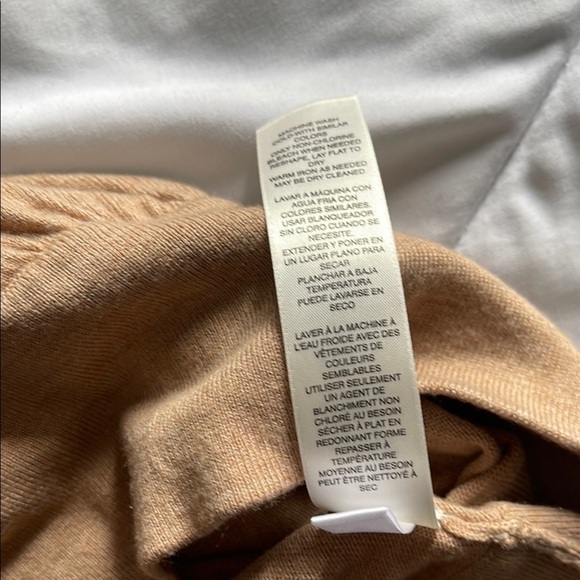 MACHINE WASH
COLD WITH SIMILAR
COLORS
ONLY NON-CHLORINE
BLEACH WHEN NEEDED
RESHAPE, LAY FLAT TO
DRY
WARM IRON AS NEEDED
MAY BE DRY CLEANED
LAVAR A MÁQUINA CON
AGUA FRIA CON
COLORES SIMILARES.
USAR BLANQUEADOR
SIN CLORO CUANDO SE
NECESITE.
EXTENDER Y PONER EN
UN LUGAR PLANO PARA
SECAR
PLANCHAR A BAJA
TEMPERATURA
PUEDE LAVARSE EN
SECO
LAVER À LA MACHINE À
L'EAU FROIDE AVEC DES
VÊTEMENTS DE
COULEURS
SEMBLABLES
UTILISER SEULEMENT
UN AGENT DE
BLANCHIMENT NON
CHLORÉ AU BESOIN
SÉCHER À PLAT EN
REDONNANT FORME
REPASSER À
TEMPÉRATURE
MOYENNE AU BESOIN
PEUT ÊTRE NETTOYÉ À
SEC